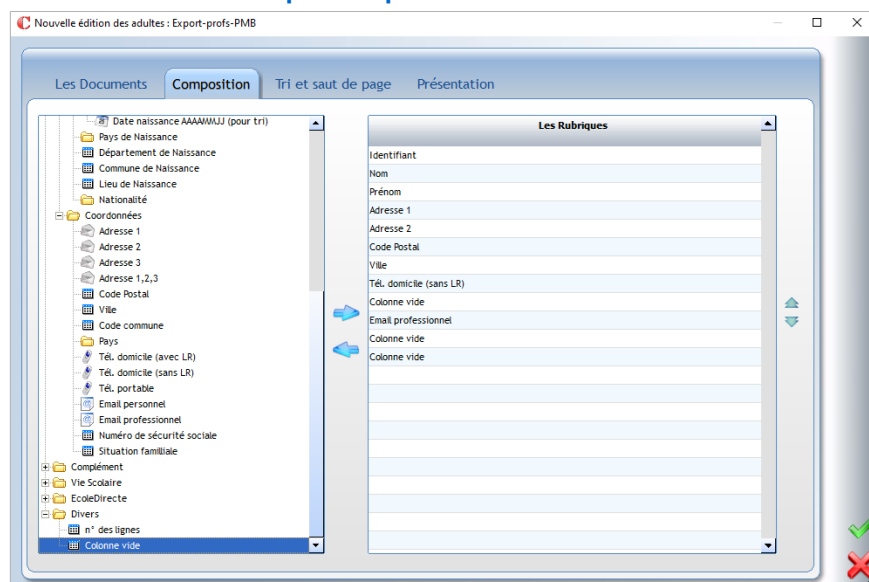 Nouvelle édition des adultes : Export-profs-PMB
Les Documents
Composition
Tri et saut de page
Présentation
Date naissance AAAAMMJJ (pour tri)
Pays de Naissance
Département de Naissance
Commune de Naissance
Lieu de Naissance
Nationalité
Coordonnées
Adresse 1
Adresse 2
Adresse 3
Adresse 1,2,3
Code Postal
Ville
Code commune
Pays
Tél. domicile (avec LR)
Tél. domicile (sans LR)
Tél. portable
Email personnel
Email professionnel
Numéro de sécurité sociale
Situation familiale
Complément
Vie Scolaire
EcoleDirecte
Divers
n° des lignes
Colonne vide
Les Rubriques
Identifiant
Nom
Prénom
Adresse 1
Adresse 2
Code Postal
Ville
Tél. domicile (sans LR)
Colonne vide
Email professionnel
Colonne vide
Colonne vide